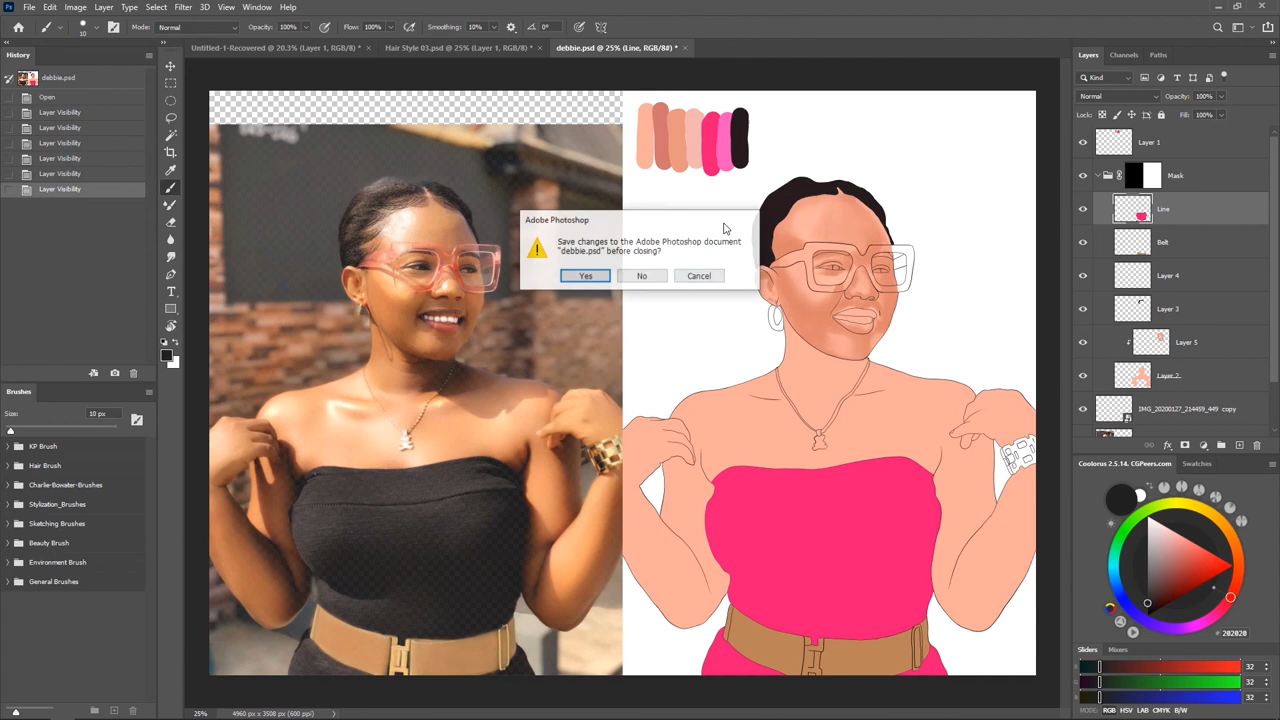 Ps File Edit Image Layer Type Select Filter 3D View Window Help
10 Mode: Normal Opacity: 100% Flow: 100% Smoothing: 10% 0°
Untitled-1-Recovered @ 20.3% (Layer 1, RGB/8) * × Hair Style 03.psd @ 25% (Layer 1, RGB/8) * × debbie.psd @ 25% (Line, RGB/8#) * ×
History
debbie.psd
Open
Layer Visibility
Layer Visibility
Layer Visibility
Layer Visibility
Layer Visibility
Layer Visibility
Brushes
Size: 10 px
KP Brush
Hair Brush
Charlie-Bowater-Brushes
Stylization_Brushes
Sketching Brushes
Beauty Brush
Environment Brush
General Brushes
Adobe Photoshop
Save changes to the Adobe Photoshop document
"debbie.psd" before closing?
Yes No Cancel
25% 4960 px x 3508 px (600 ppi)
Layers Channels Paths
Kind
Normal Opacity: 100%
Lock: Fill: 100%
Layer 1
Mask
Line
Belt
Layer 4
Layer 3
Layer 5
Layer 2
IMG_20200127_214459_449 copy
Coolorus 2.5.14. CGPeers.com Swatches
# 202020
Sliders Mixers
R 32
G 32
B 32
MODE: RGB HSV LAB CMYK B/W